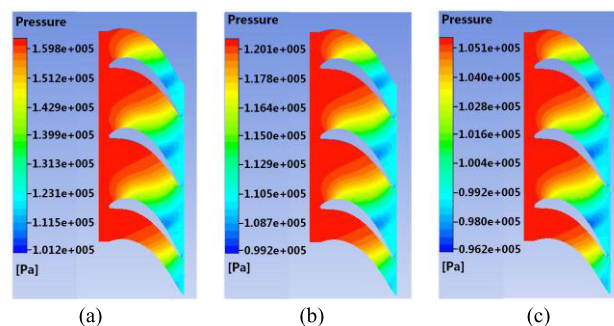 Pressure
1.598e+005
1.512e+005
1.429e+005
1.399e+005
1.313e+005
1.231e+005
1.115e+005
1.012e+005
[Pa]
(a)
Pressure
1.201e+005
1.178e+005
1.164e+005
1.150e+005
1.129e+005
1.105e+005
1.087e+005
0.992e+005
[Pa]
(b)
Pressure
1.051e+005
1.040e+005
1.028e+005
1.016e+005
1.004e+005
0.992e+005
0.980e+005
0.962e+005
[Pa]
(c)